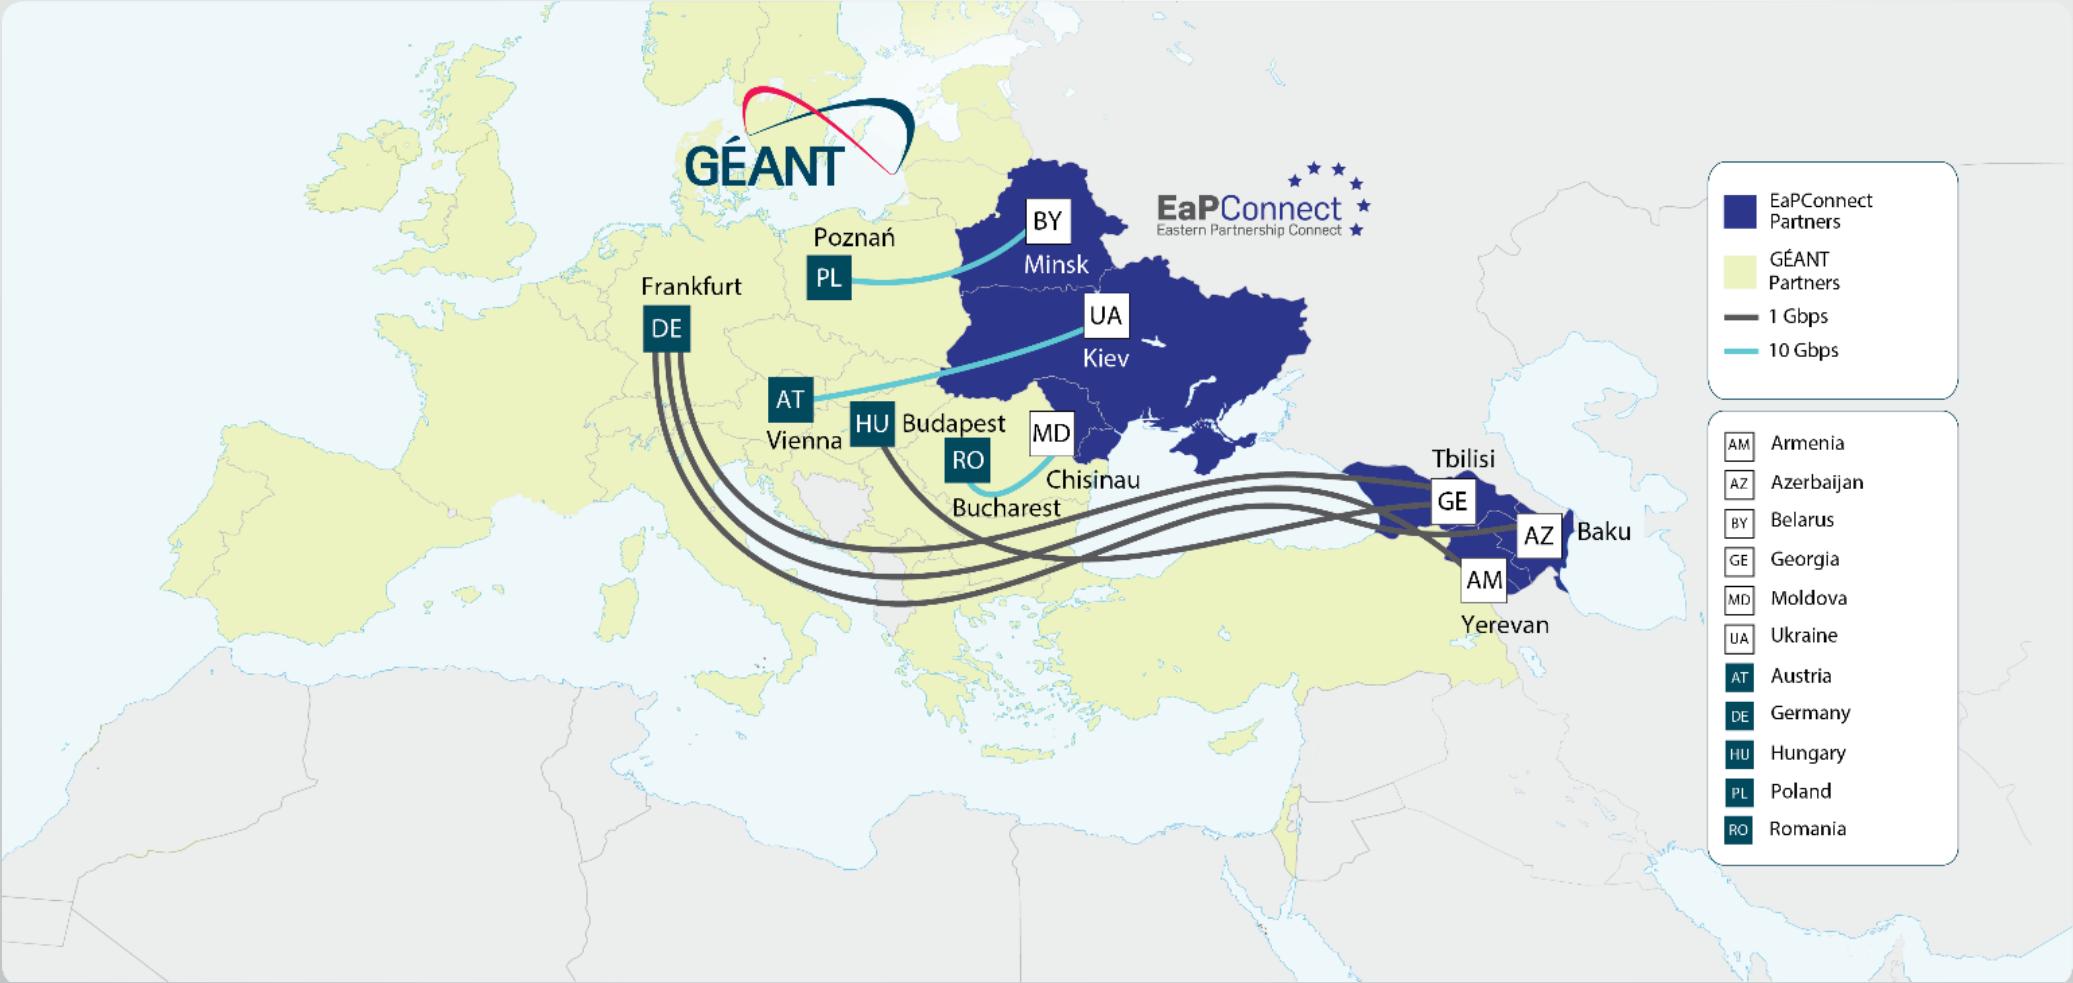 GÉANT
EaPConnect
Eastern Partnership Connect
Poznań
PL
BY
Minsk
Frankfurt
DE
UA
Kiev
AT
Vienna
HU
Budapest
RO
Bucharest
MD
Chisinau
Tbilisi
GE
AZ
Baku
AM
Yerevan
EaPConnect
Partners
GÉANT
Partners
1 Gbps
10 Gbps
AM Armenia
AZ Azerbaijan
BY Belarus
GE Georgia
MD Moldova
UA Ukraine
AT Austria
DE Germany
HU Hungary
PL Poland
RO Romania